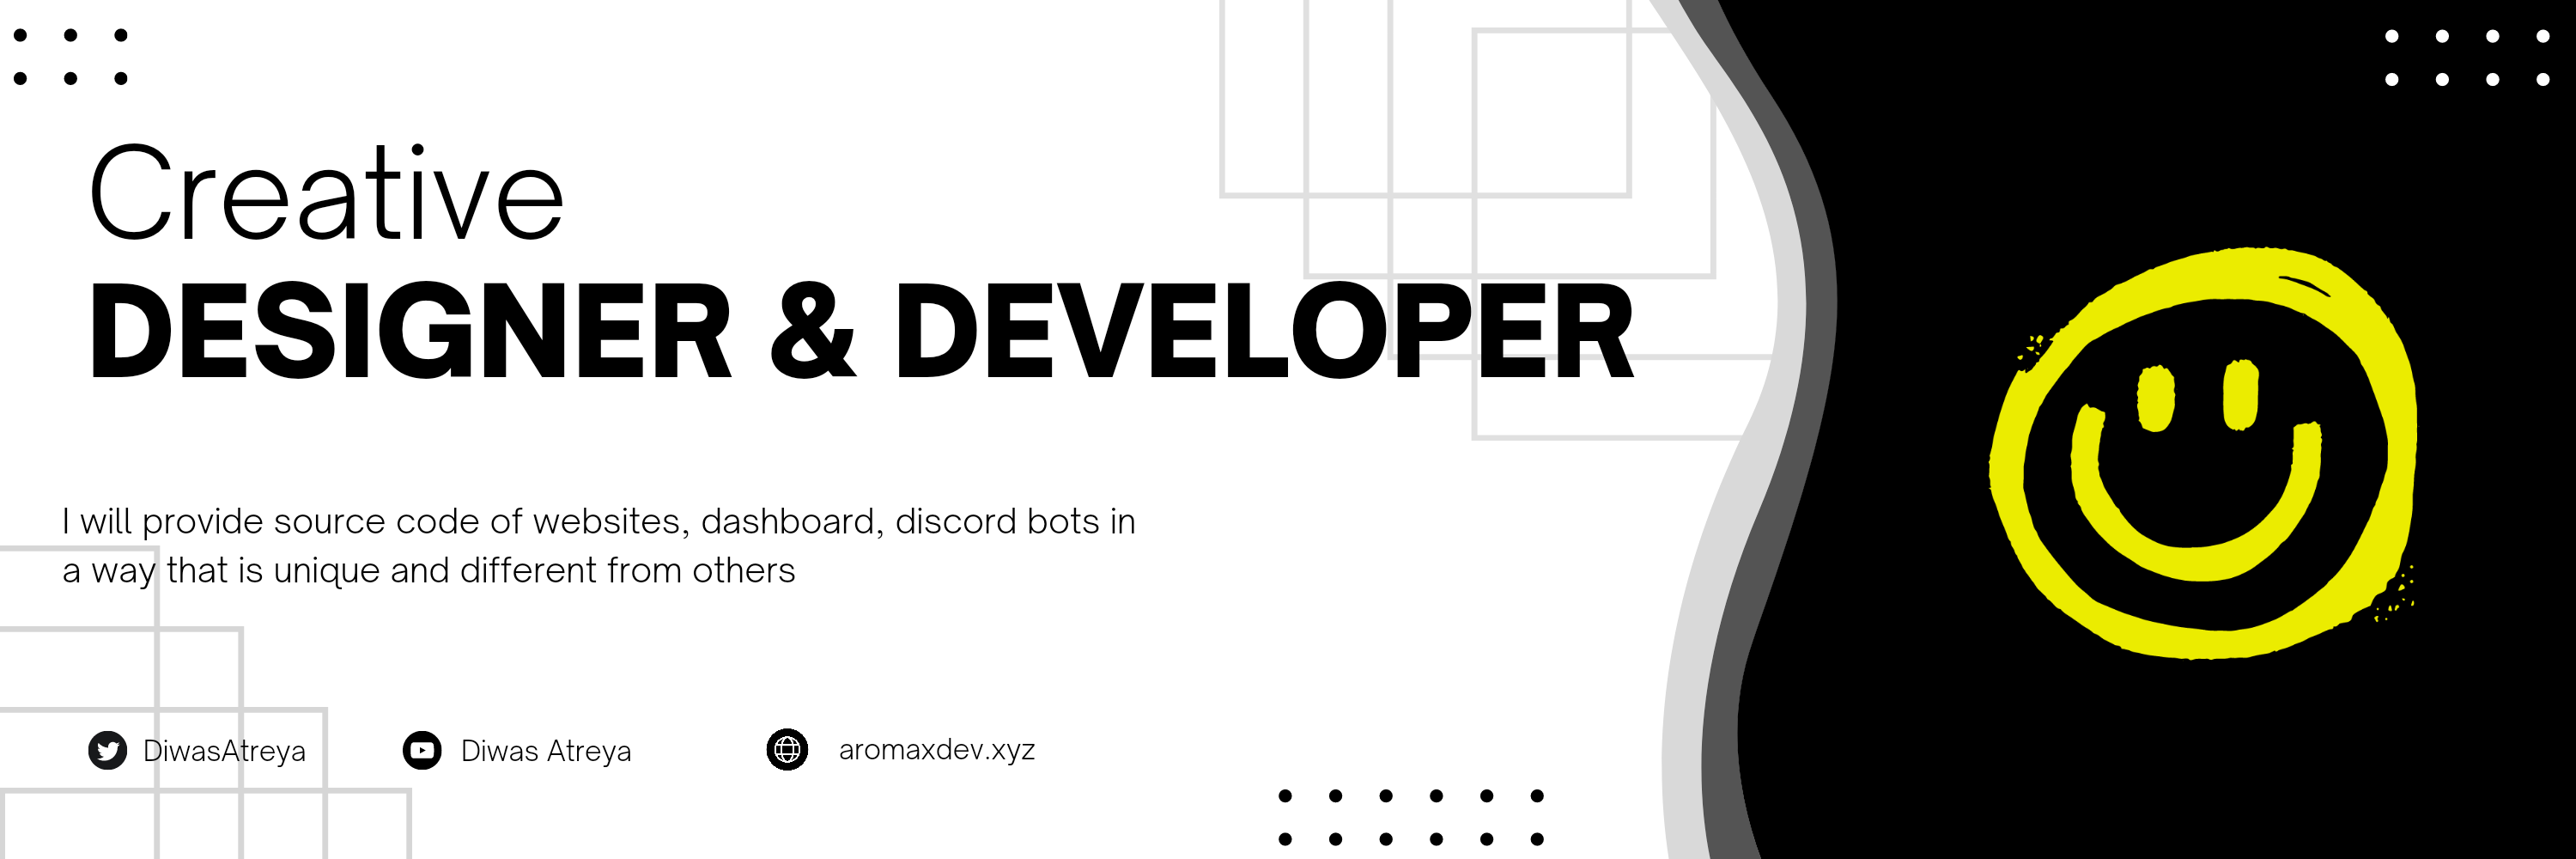 Creative
DESIGNER & DEVELOPER
I will provide source code of websites, dashboard, discord bots in
a way that is unique and different from others
DiwasAtreya
Diwas Atreya
aromaxdev.xyz